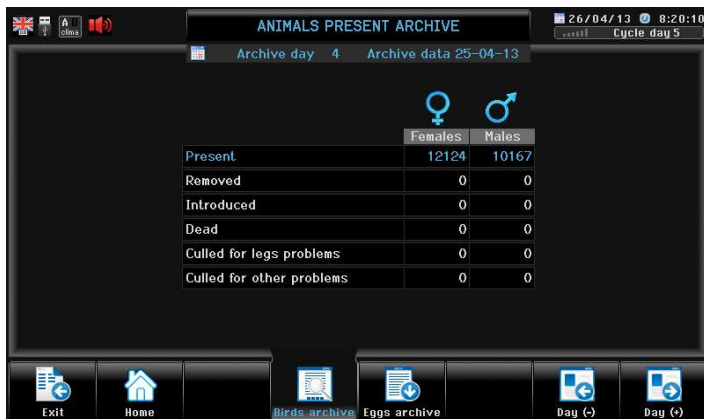 A
clima
ANIMALS PRESENT ARCHIVE
26/04/13 8:20:10
Cycle day 5
Archive day 4 Archive data 25-04-13
Females Males
Present 12124 10167
Removed 0 0
Introduced 0 0
Dead 0 0
Culled for legs problems 0 0
Culled for other problems 0 0
Exit Home Birds archive Eggs archive Day (-) Day (+)